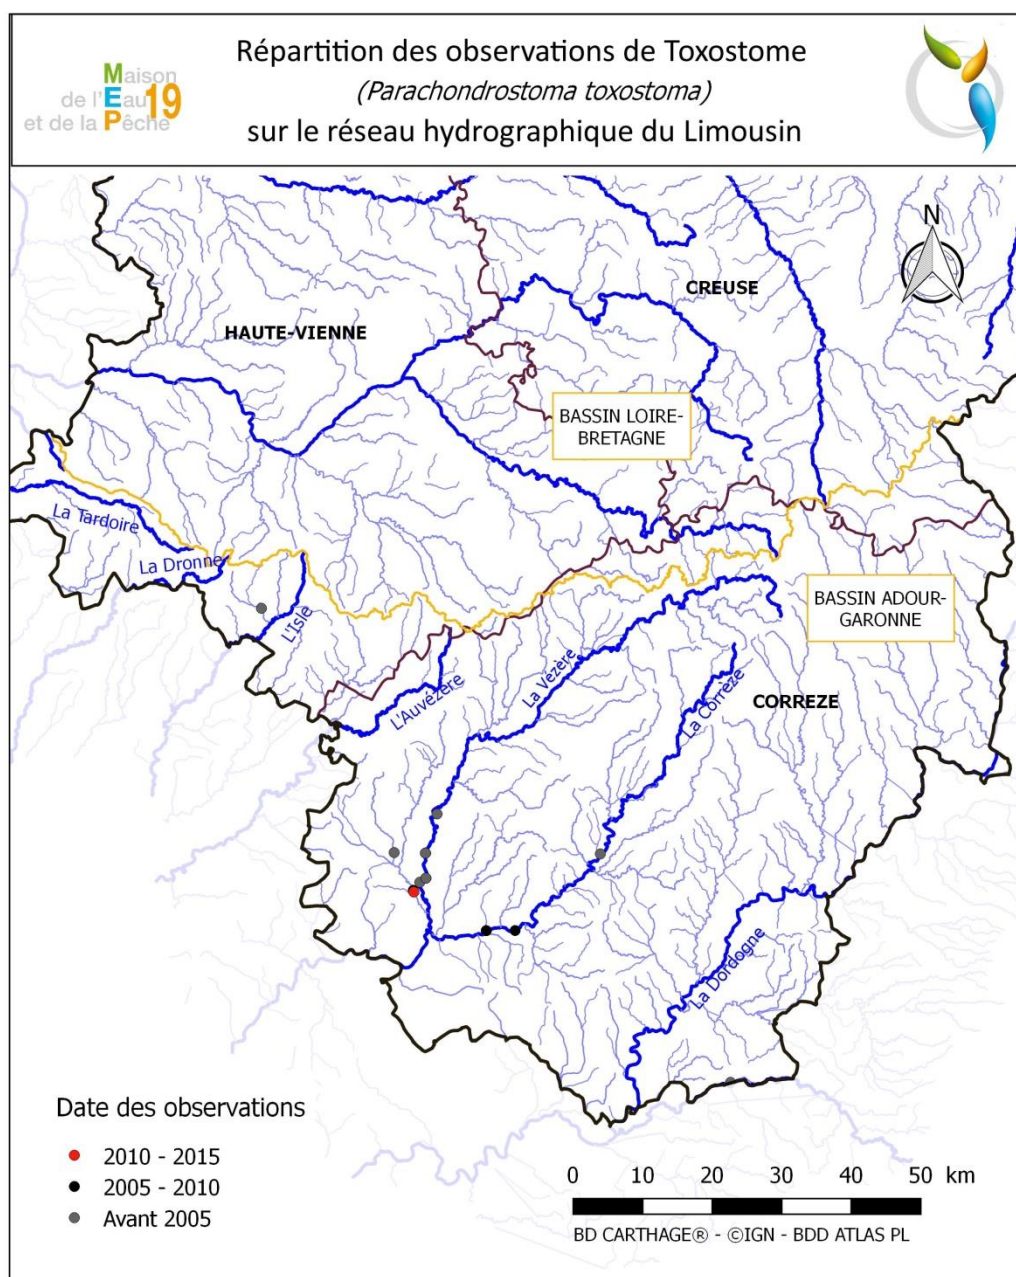 Maison
de l'Eau 19
et de la Pêche
Répartition des observations de Toxostome
(Parachondrostoma toxostoma)
sur le réseau hydrographique du Limousin
N
CREUSE
HAUTE-VIENNE
BASSIN LOIRE-
BRETAGNE
La Tardoire
La Dronne
L'Isle
BASSIN ADOUR-
GARONNE
L'Auvézère
La Vézère
La Corrèze
CORREZE
La Dordogne
Date des observations
2010 - 2015
2005 - 2010
Avant 2005
0 10 20 30 40 50 km
BD CARTHAGE® - ©IGN - BDD ATLAS PL